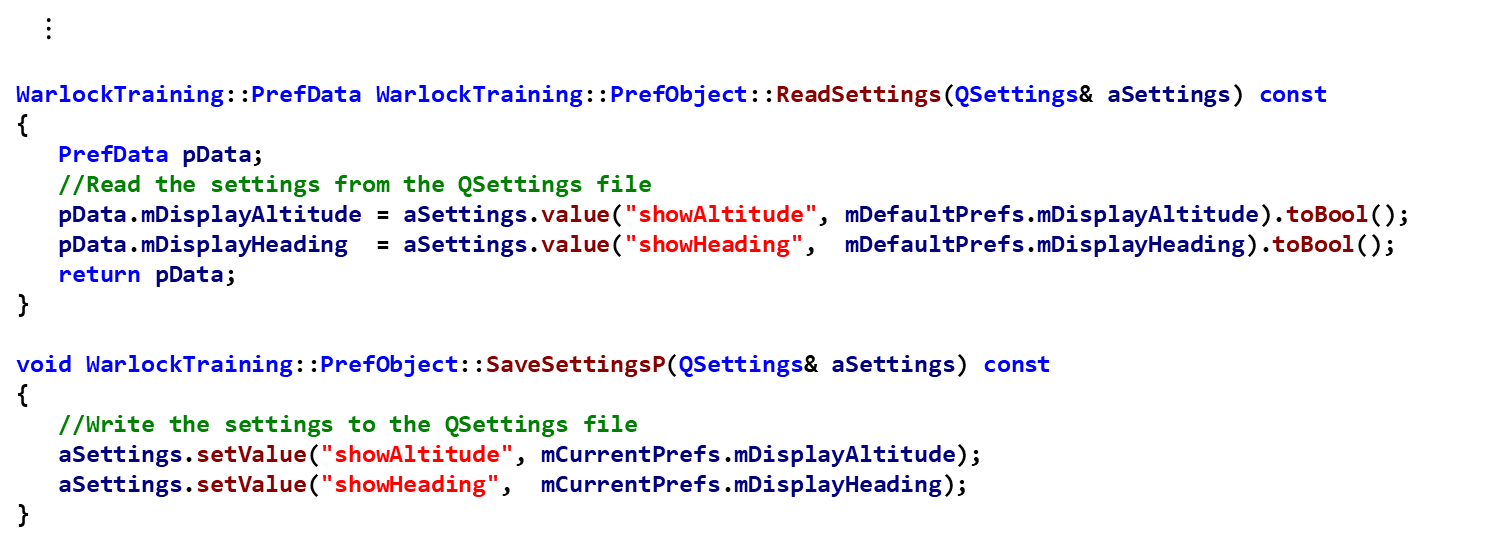 ⋮
WarlockTraining::PrefData WarlockTraining::PrefObject::ReadSettings(QSettings& aSettings) const
{
   PrefData pData;
   //Read the settings from the QSettings file
   pData.mDisplayAltitude = aSettings.value("showAltitude", mDefaultPrefs.mDisplayAltitude).toBool();
   pData.mDisplayHeading  = aSettings.value("showHeading",  mDefaultPrefs.mDisplayHeading).toBool();
   return pData;
}
void WarlockTraining::PrefObject::SaveSettingsP(QSettings& aSettings) const
{
   //Write the settings to the QSettings file
   aSettings.setValue("showAltitude", mCurrentPrefs.mDisplayAltitude);
   aSettings.setValue("showHeading",  mCurrentPrefs.mDisplayHeading);
}